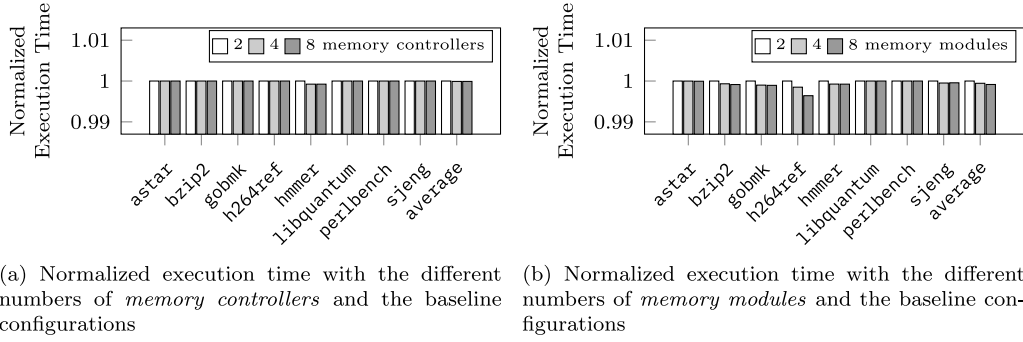 Normalized
Execution Time
1.01
1
0.99
2 4 8 memory controllers
astar
bzip2
gobmk
h264ref
hmmer
libquantum
perlbench
sjeng
average
(a) Normalized execution time with the different
numbers of memory controllers and the baseline
configurations
Normalized
Execution Time
1.01
1
0.99
2 4 8 memory modules
astar
bzip2
gobmk
h264ref
hmmer
libquantum
perlbench
sjeng
average
(b) Normalized execution time with the different
numbers of memory modules and the baseline con-
figurations